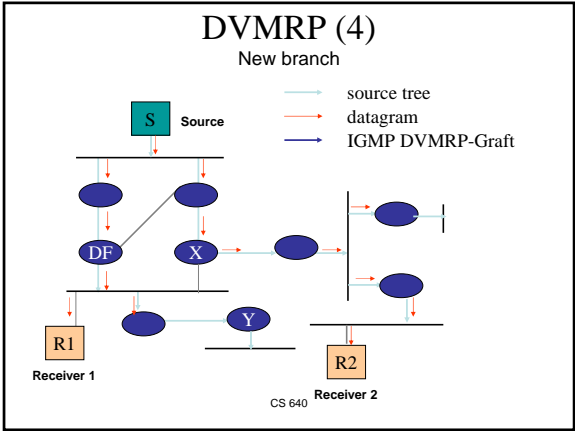 DVMRP (4)
New branch
source tree
datagram
IGMP DVMRP-Graft
S
Source
DF
X
Y
R1
R2
Receiver 1
Receiver 2
CS 640